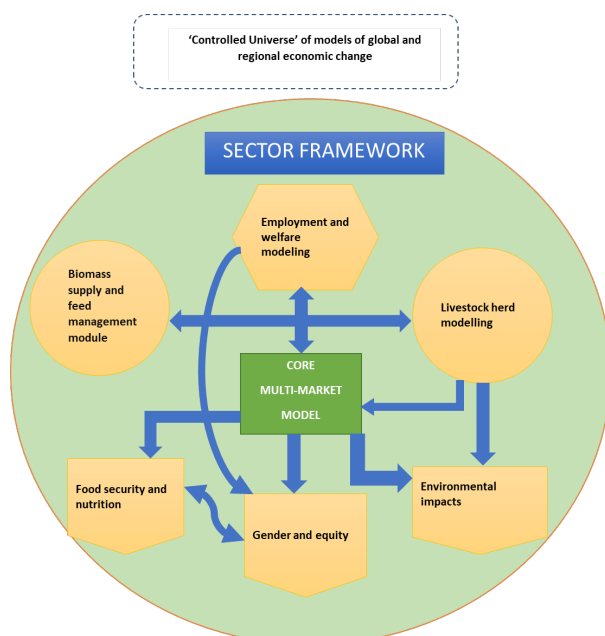 ‘Controlled Universe’ of models of global and
regional economic change
SECTOR FRAMEWORK
Employment and
welfare
modeling
Biomass
supply and
feed
management
module
Livestock herd
modelling
CORE
MULTI-MARKET
MODEL
Food security and
nutrition
Gender and equity
Environmental
impacts